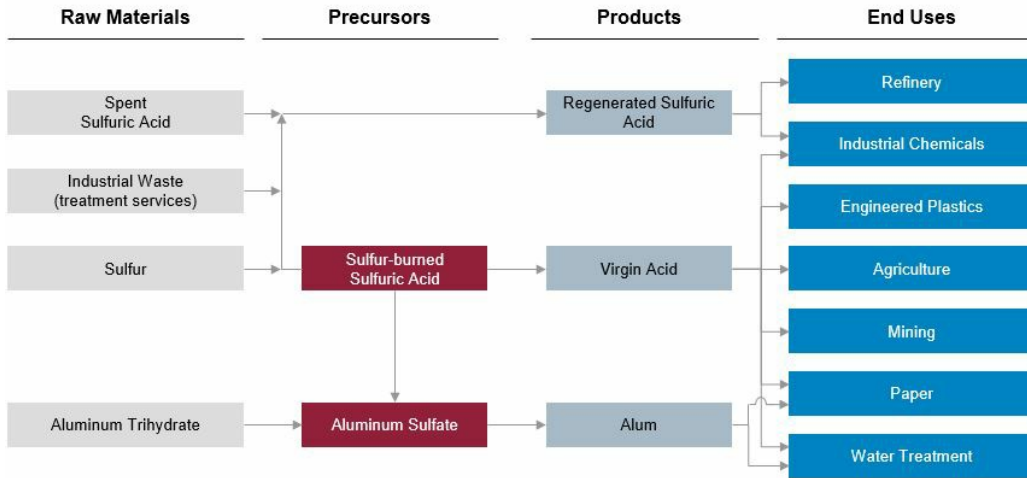 Raw Materials
Precursors
Products
End Uses
Spent
Sulfuric Acid
Regenerated Sulfuric
Acid
Refinery
Industrial Chemicals
Industrial Waste
(treatment services)
Engineered Plastics
Sulfur
Sulfur-burned
Sulfuric Acid
Virgin Acid
Agriculture
Mining
Paper
Aluminum Trihydrate
Aluminum Sulfate
Alum
Water Treatment